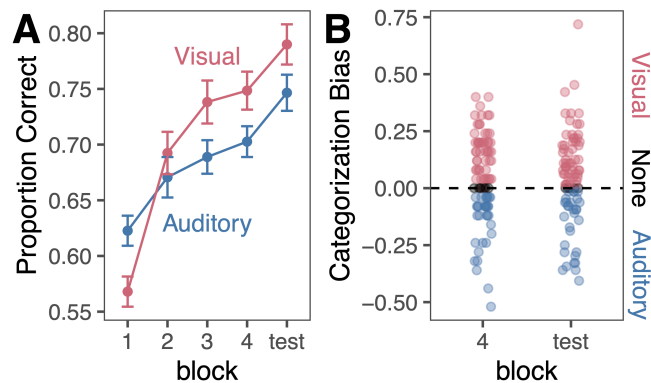 A
Proportion Correct
0.80
0.75
0.70
0.65
0.60
0.55
Visual
Auditory
1 2 3 4 test
block
B
Categorization Bias
0.75
0.50
0.25
0.00
−0.25
−0.50
4 test
block
Visual
None
Auditory